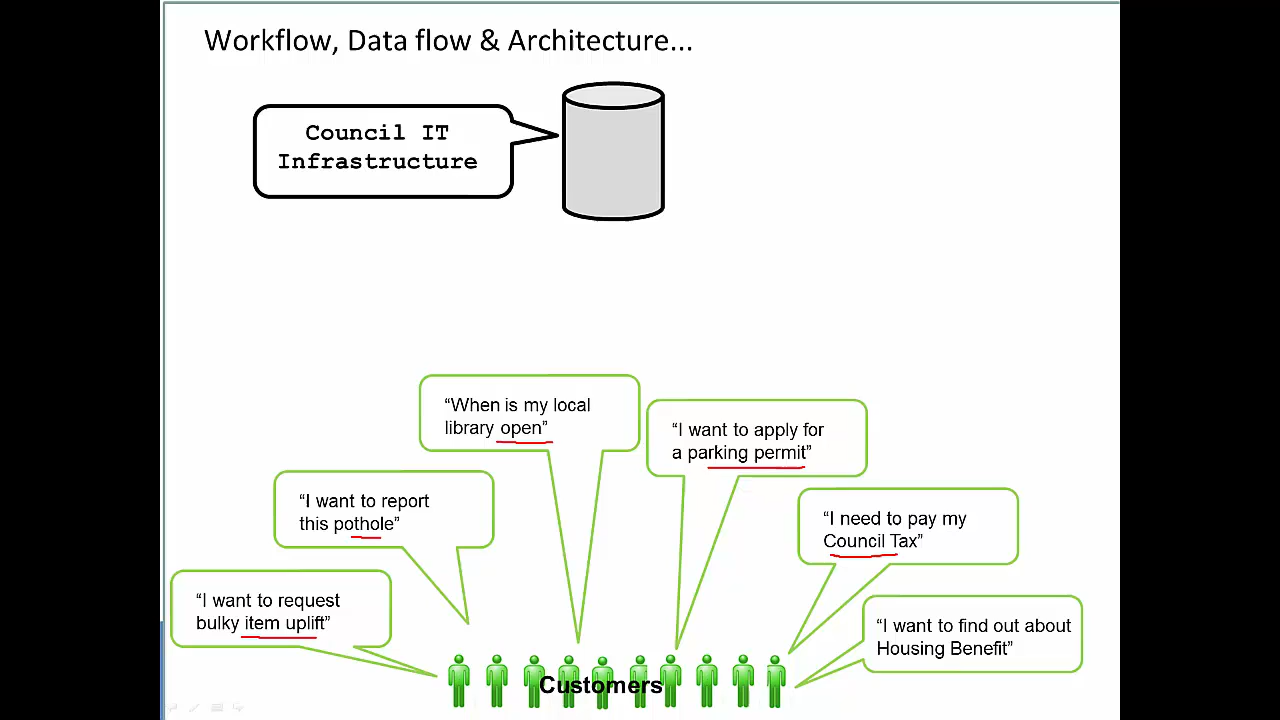 Workflow, Data flow & Architecture...
Council IT
Infrastructure
“When is my local
library open”
“I want to apply for
a parking permit”
“I want to report
this pothole”
“I need to pay my
Council Tax”
“I want to request
bulky item uplift”
“I want to find out about
Housing Benefit”
Customers